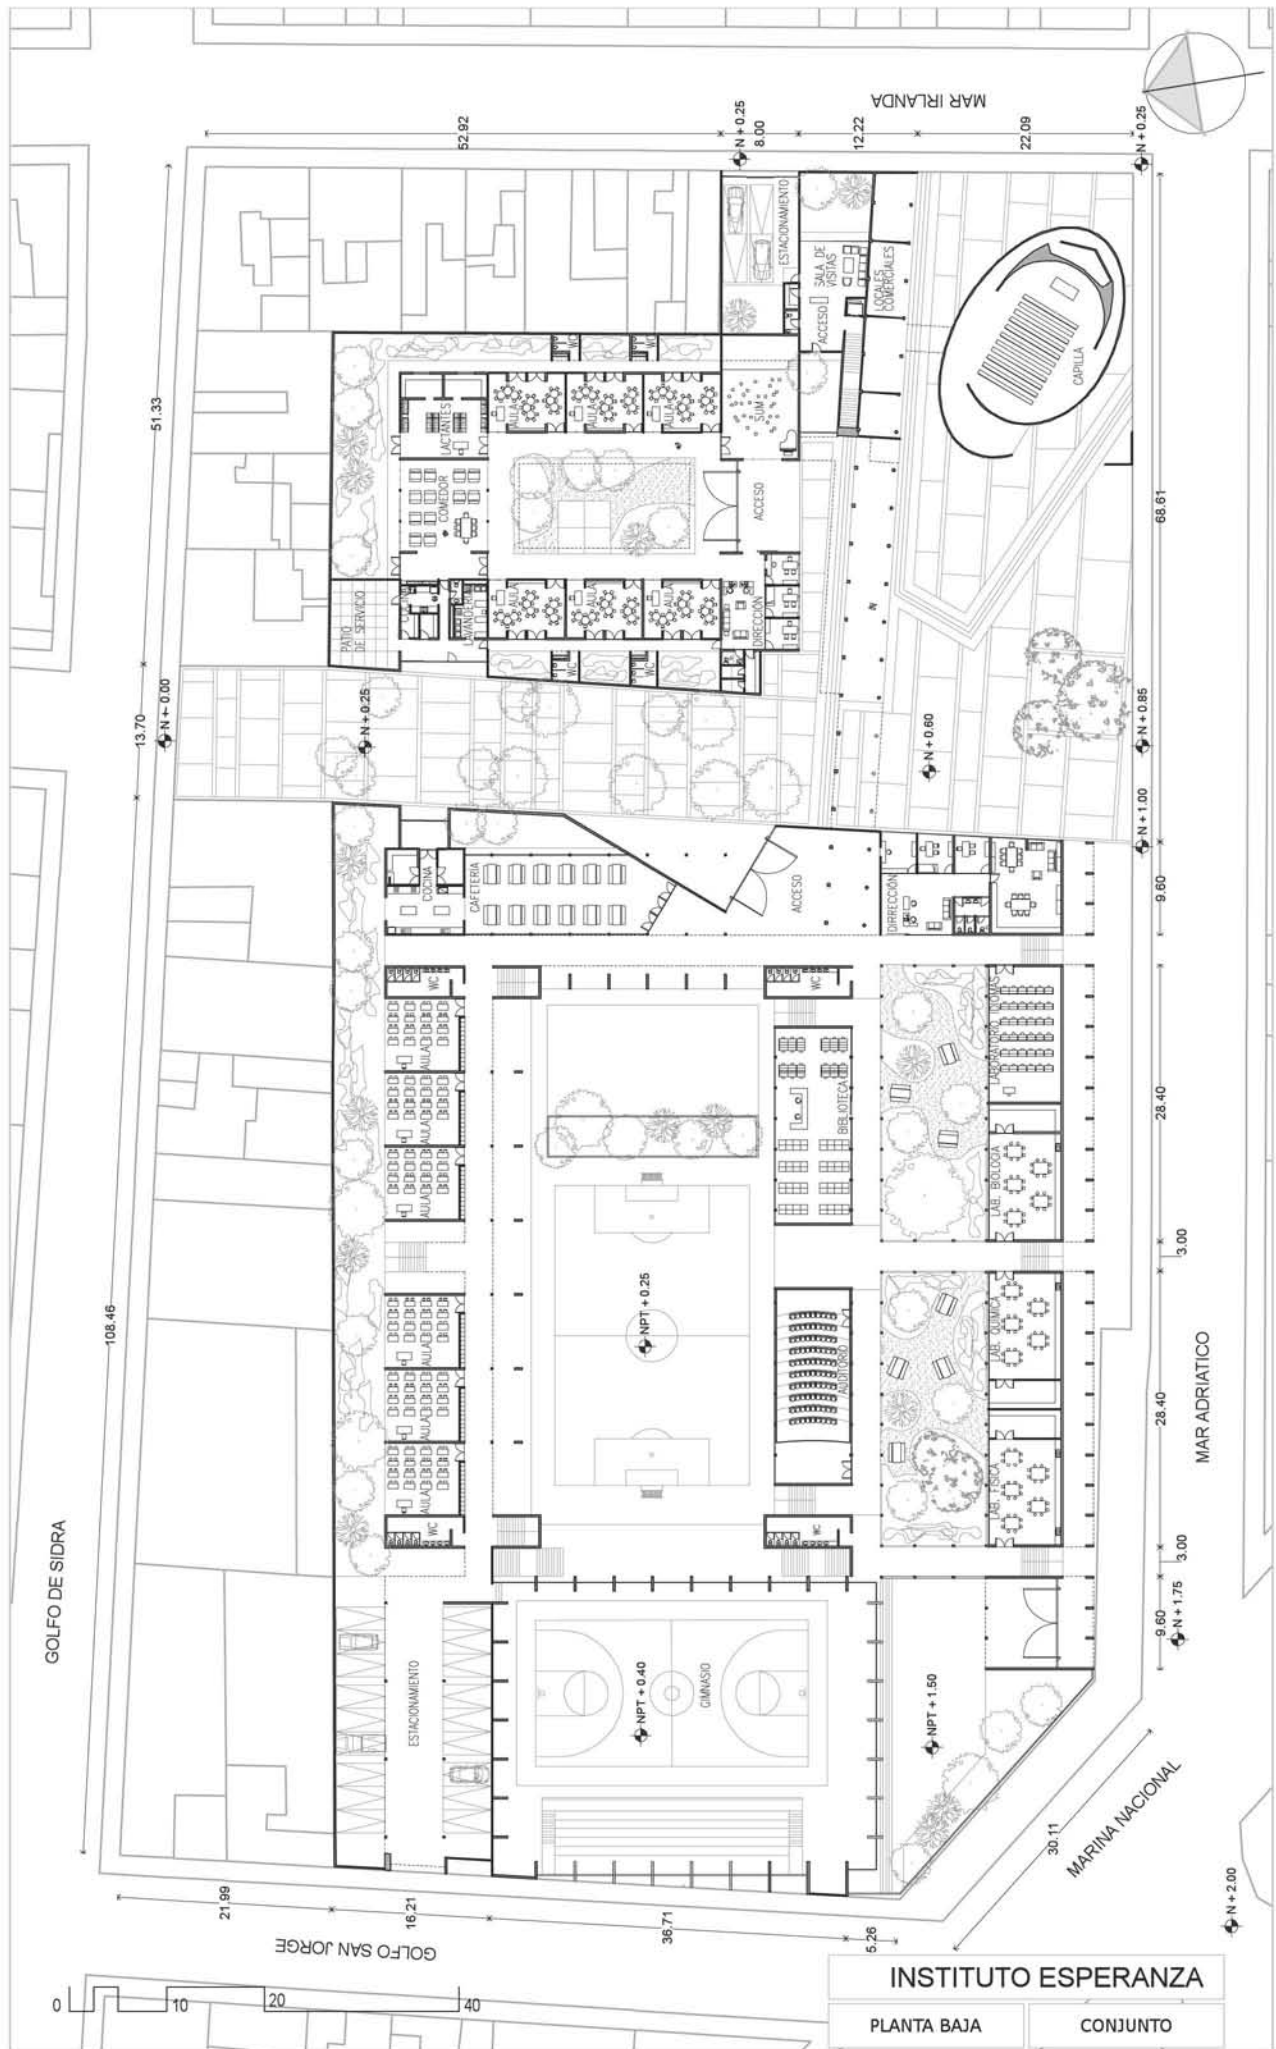 MAR IRLANDA
52.92
N + 0.25
8.00
12.22
22.09
N + 0.25
51.33
ESTACIONAMIENTO
SALA DE
VISITAS
ACCESO
LOCALES
COMERCIALES
CAPILLA
WC
WC
LACTANTES
AULA
AULA
AULA
SUM
COMEDOR
ACCESO
68.61
PATIO
DE SERVICIO
LAVANDERIA
AULA
AULA
AULA
DIRECCIÓN
WC
WC
13.70
N + 0.00
N + 0.25
N + 0.60
N + 0.85
N + 1.00
COCINA
CAFETERIA
ACCESO
DIRRECCIÓN
9.60
WC
WC
AULA
AULA
AULA
BIBLIOTECA
LABORATORIO IDIOMAS
LAB. BIOLOGIA
28.40
3.00
108.46
NPT + 0.25
AULA
AULA
AULA
AUDITORIO
LAB. QUIMICA
LAB. FISICA
28.40
MAR ADRIATICO
WC
WC
3.00
GOLFO DE SIDRA
9.60
N + 1.75
ESTACIONAMIENTO
NPT + 0.40
GIMNASIO
NPT + 1.50
30.11
MARINA NACIONAL
21.99
16.21
36.71
5.26
N + 2.00
GOLFO SAN JORGE
0
10
20
40
INSTITUTO ESPERANZA
PLANTA BAJA
CONJUNTO